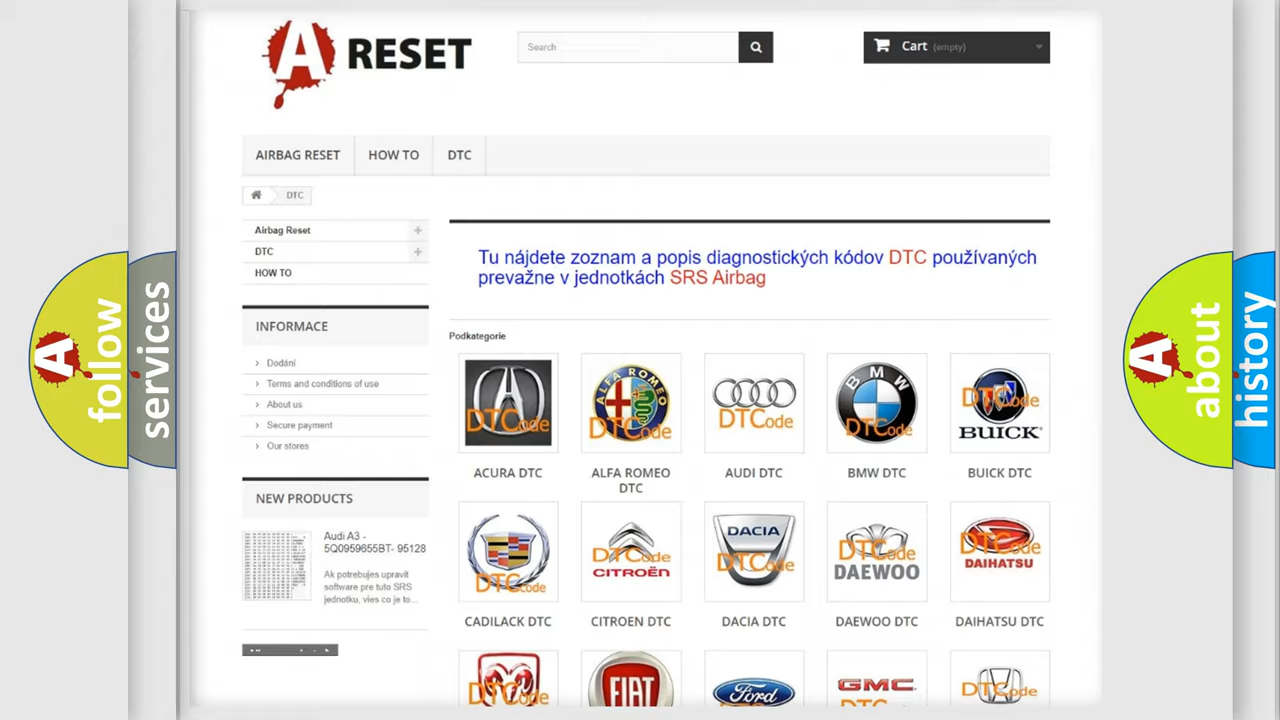 A RESET
Search
Cart (empty)
AIRBAG RESET
HOW TO
DTC
DTC
Airbag Reset
DTC
HOW TO
INFORMACE
Dodání
Terms and conditions of use
About us
Secure payment
Our stores
NEW PRODUCTS
Audi A3 -
5Q0959655BT- 95128
Ak potrebujes upravit
software pre tuto SRS
jednotku, vies co je to...
Tu nájdete zoznam a popis diagnostických kódov DTC používaných
prevažne v jednotkách SRS Airbag
Podkategorie
DTCode
ALFA ROMEO
DTCode
DTCode
BMW
DTCode
DTCode
BUICK
ACURA DTC
ALFA ROMEO
DTC
AUDI DTC
BMW DTC
BUICK DTC
DTCode
DTCode
CITROËN
DACIA
DTCode
DTCode
DAEWOO
DTCode
DAIHATSU
CADILACK DTC
CITROEN DTC
DACIA DTC
DAEWOO DTC
DAIHATSU DTC
DTCode
FIAT
Ford
GMC
DTCode
A follow
services
A about
history